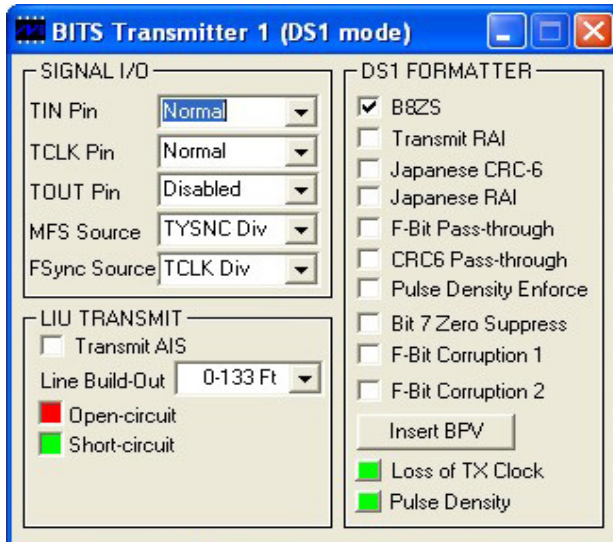 BITS Transmitter 1 (DS1 mode)
SIGNAL I/O
TIN Pin Normal
TCLK Pin Normal
TOUT Pin Disabled
MFS Source TYSNC Div
FSync Source TCLK Div
LIU TRANSMIT
Transmit AIS
Line Build-Out 0-133 Ft
Open-circuit
Short-circuit
DS1 FORMATTER
B8ZS
Transmit RAI
Japanese CRC-6
Japanese RAI
F-Bit Pass-through
CRC6 Pass-through
Pulse Density Enforce
Bit 7 Zero Suppress
F-Bit Corruption 1
F-Bit Corruption 2
Insert BPV
Loss of TX Clock
Pulse Density